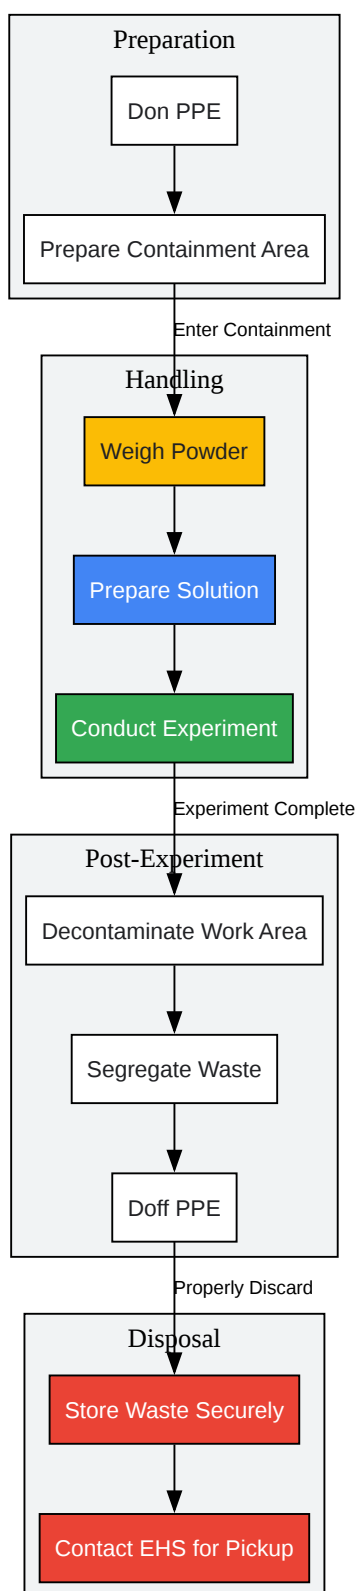 Preparation
Don PPE
Prepare Containment Area
Enter Containment
Handling
Weigh Powder
Prepare Solution
Conduct Experiment
Experiment Complete
Post-Experiment
Decontaminate Work Area
Segregate Waste
Doff PPE
Properly Discard
Disposal
Store Waste Securely
Contact EHS for Pickup